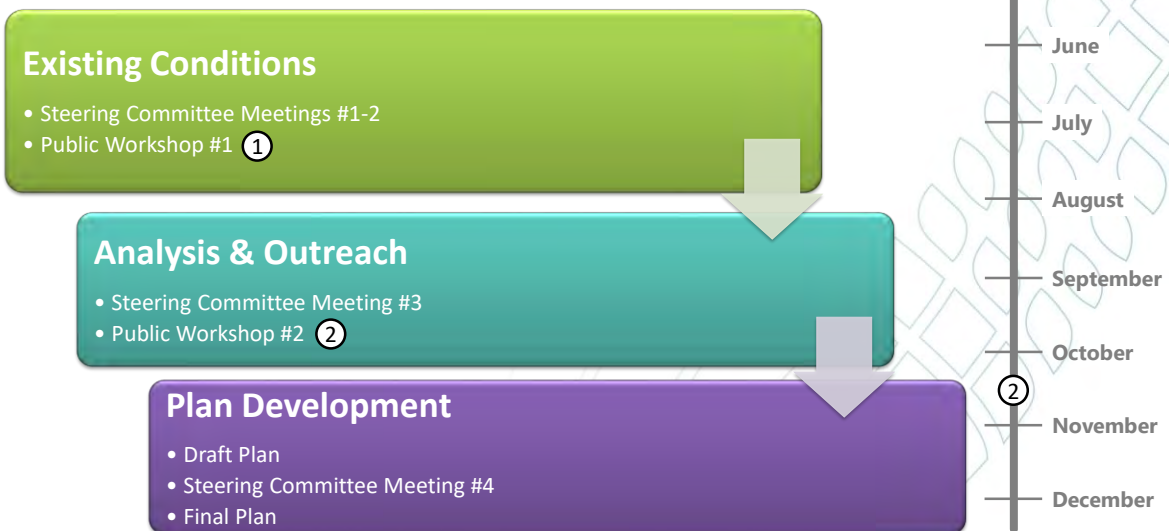 Existing Conditions
• Steering Committee Meetings #1-2
• Public Workshop #1 1
Analysis & Outreach
• Steering Committee Meeting #3
• Public Workshop #2 2
Plan Development
• Draft Plan
• Steering Committee Meeting #4
• Final Plan
June
July
August
September
October
2
November
December